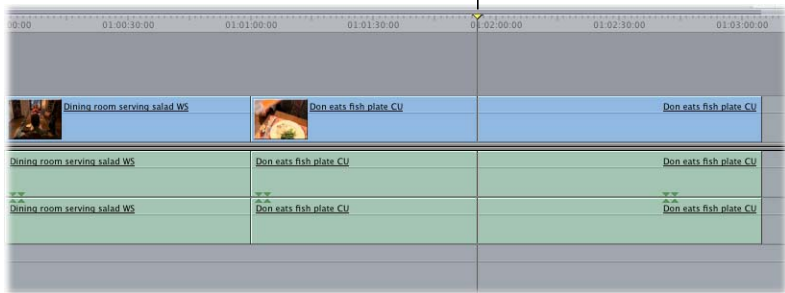 00:00 01:00:30:00 01:01:00:00 01:01:30:00 01:02:00:00 01:02:30:00 01:03:00:00
Dining room serving salad WS Don eats fish plate CU Don eats fish plate CU
Dining room serving salad WS Don eats fish plate CU Don eats fish plate CU
Dining room serving salad WS Don eats fish plate CU Don eats fish plate CU